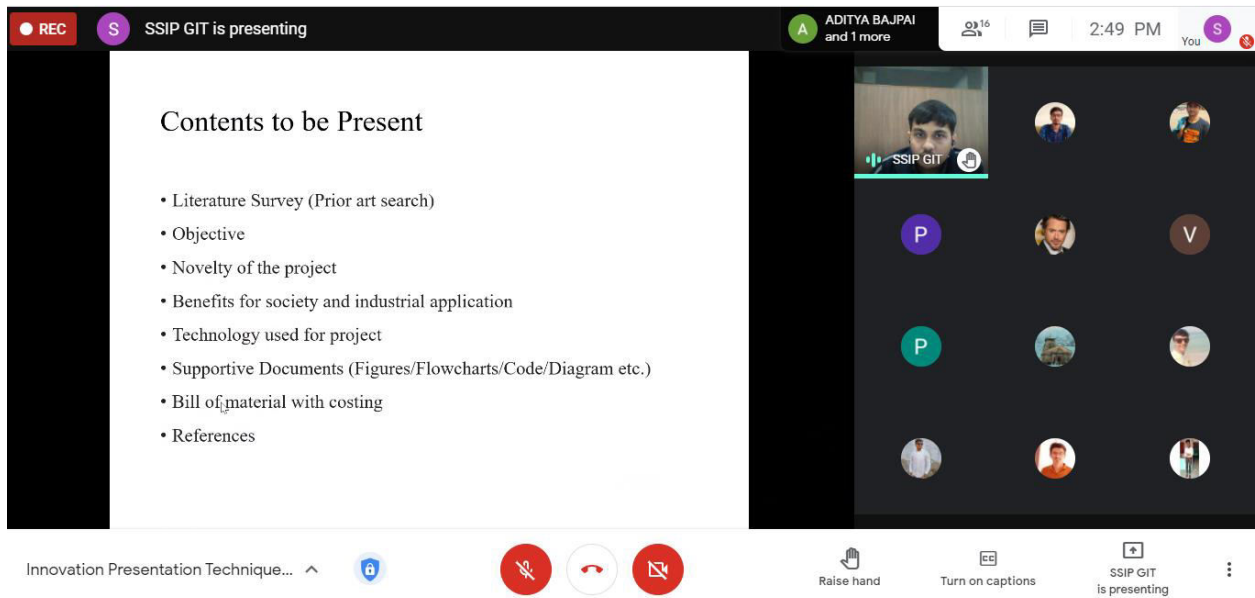 REC
S
SSIP GIT is presenting
A
ADITYA BAJPAI
and 1 more
16
2:49 PM
You
S
Contents to be Present
• Literature Survey (Prior art search)
• Objective
• Novelty of the project
• Benefits for society and industrial application
• Technology used for project
• Supportive Documents (Figures/Flowcharts/Code/Diagram etc.)
• Bill of material with costing
• References
SSIP GIT
P
V
P
Innovation Presentation Technique...
Raise hand
CC
Turn on captions
SSIP GIT
is presenting